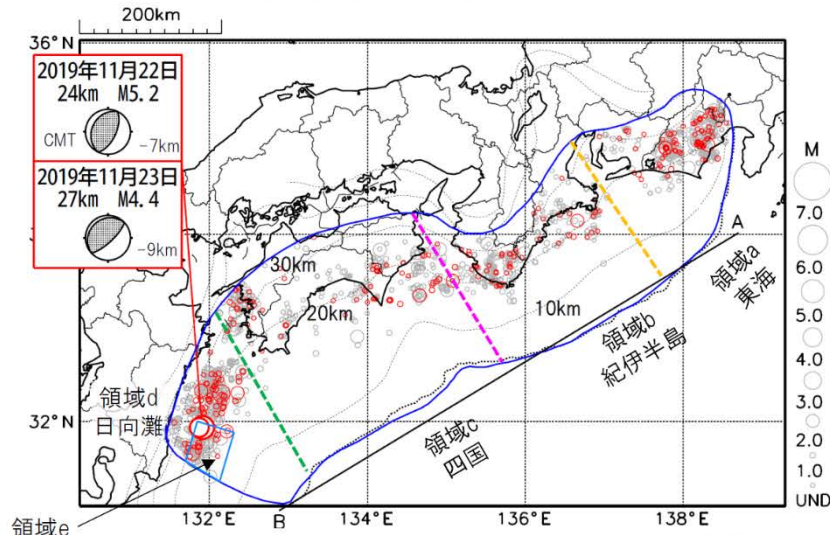 200km
36°N
2019年11月22日
24km M5.2
CMT
-7km
2019年11月23日
27km M4.4
-9km
M
7.0
6.0
5.0
4.0
3.0
2.0
1.0
UND
A
領域a
東海
30km
20km
10km
領域b
紀伊半島
領域c
四国
領域d
日向灘
32°N
B
132°E
134°E
136°E
138°E
領域e